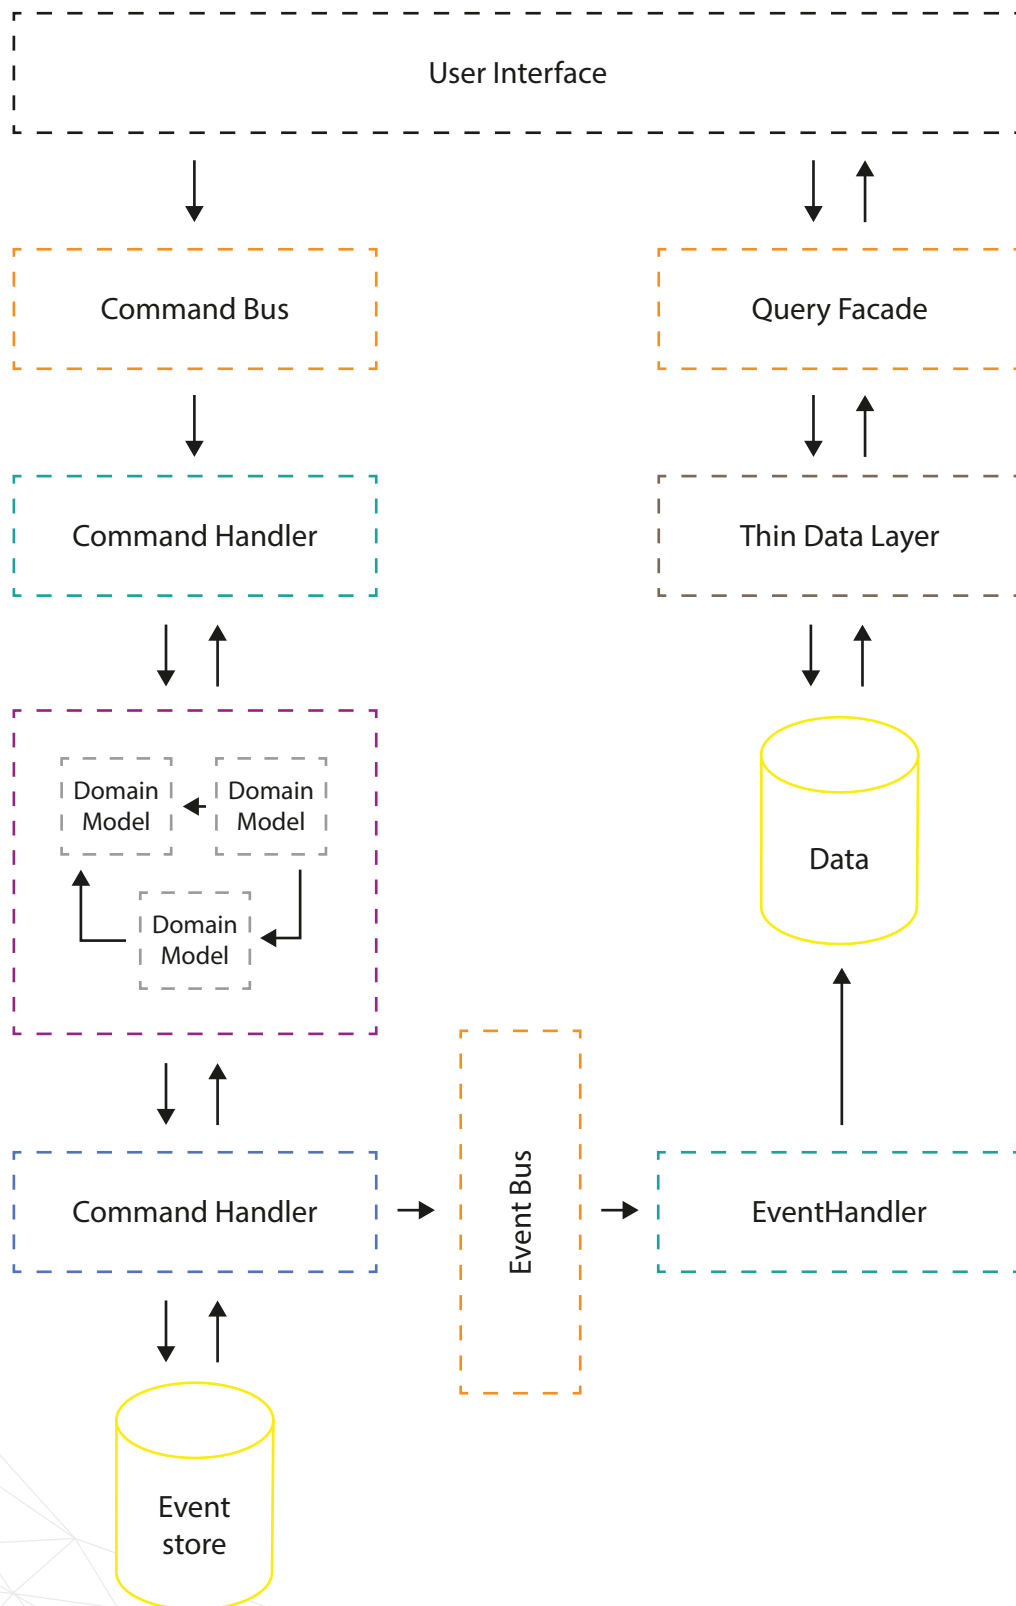 User Interface
Command Bus
Query Facade
Command Handler
Thin Data Layer
Domain
Model
Domain
Model
Domain
Model
Data
Command Handler
Event Bus
EventHandler
Event
store